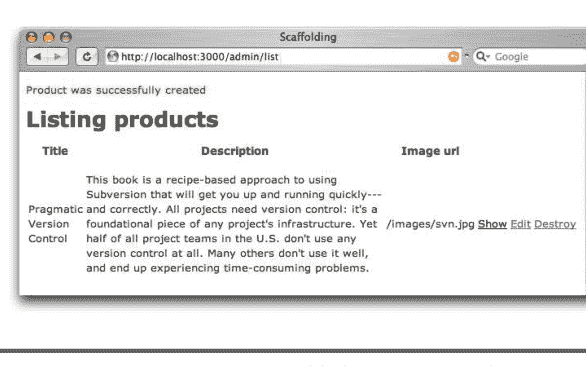 Scaffolding
http://localhost:3000/admin/list
Google
Product was successfully created
Listing products
Title Description Image url
This book is a recipe-based approach to using
Subversion that will get you up and running quickly---
Pragmatic and correctly. All projects need version control: it's a
Version foundational piece of any project's infrastructure. Yet /images/svn.jpg Show Edit Destroy
Control half of all project teams in the U.S. don't use any
version control at all. Many others don't use it well,
and end up experiencing time-consuming problems.